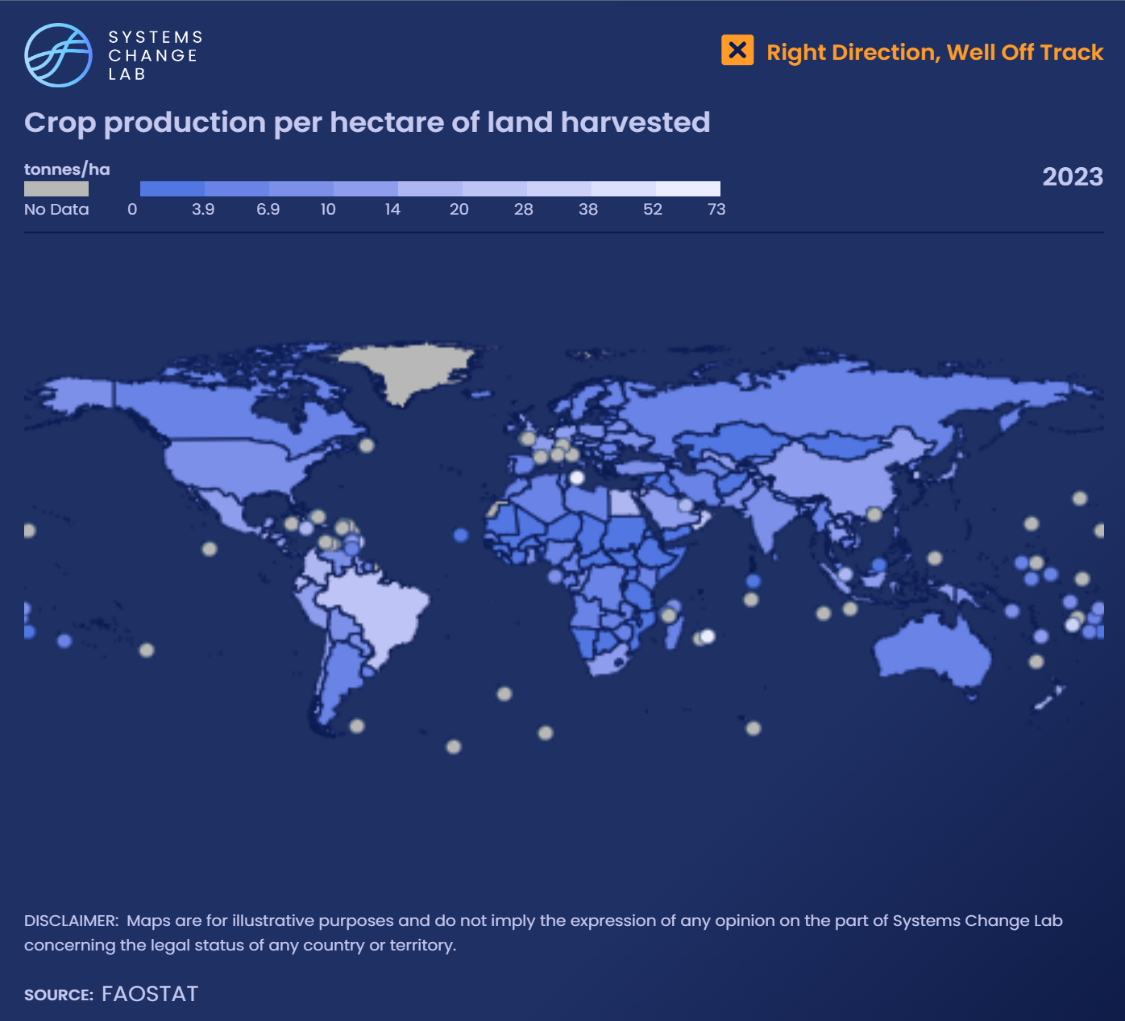 SYSTEMS
CHANGE
LAB
Right Direction, Well Off Track
Crop production per hectare of land harvested
tonnes/ha
2023
No Data 0 3.9 6.9 10 14 20 28 38 52 73
DISCLAIMER: Maps are for illustrative purposes and do not imply the expression of any opinion on the part of Systems Change Lab
concerning the legal status of any country or territory.
SOURCE: FAOSTAT